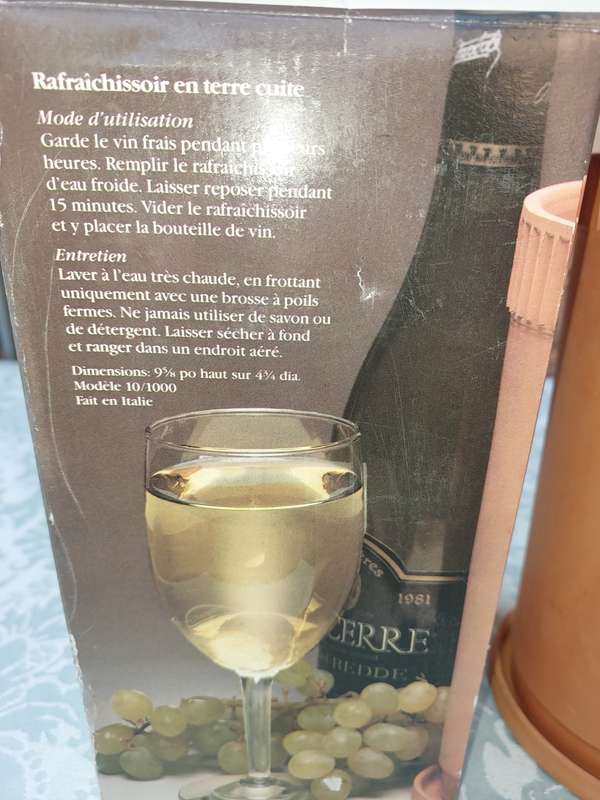 Rafraîchissoir en terre cuite
Mode d'utilisation
Garde le vin frais pendant
heures. Remplir le
d'eau froide. Laisser reposer pendant
15 minutes. Vider le rafraîchissoir
et y placer la bouteille de vin.
Entretien
Laver à l'eau très chaude, en frottant
uniquement avec une brosse à poils
fermes. Ne jamais utiliser de savon ou
de détergent. Laisser sécher à fond
et ranger dans un endroit aéré.
Dimensions: 9⅝ po haut sur 4¾ dia.
Modèle 10/1000
Fait en Italie
1981
CERRE
REDDE